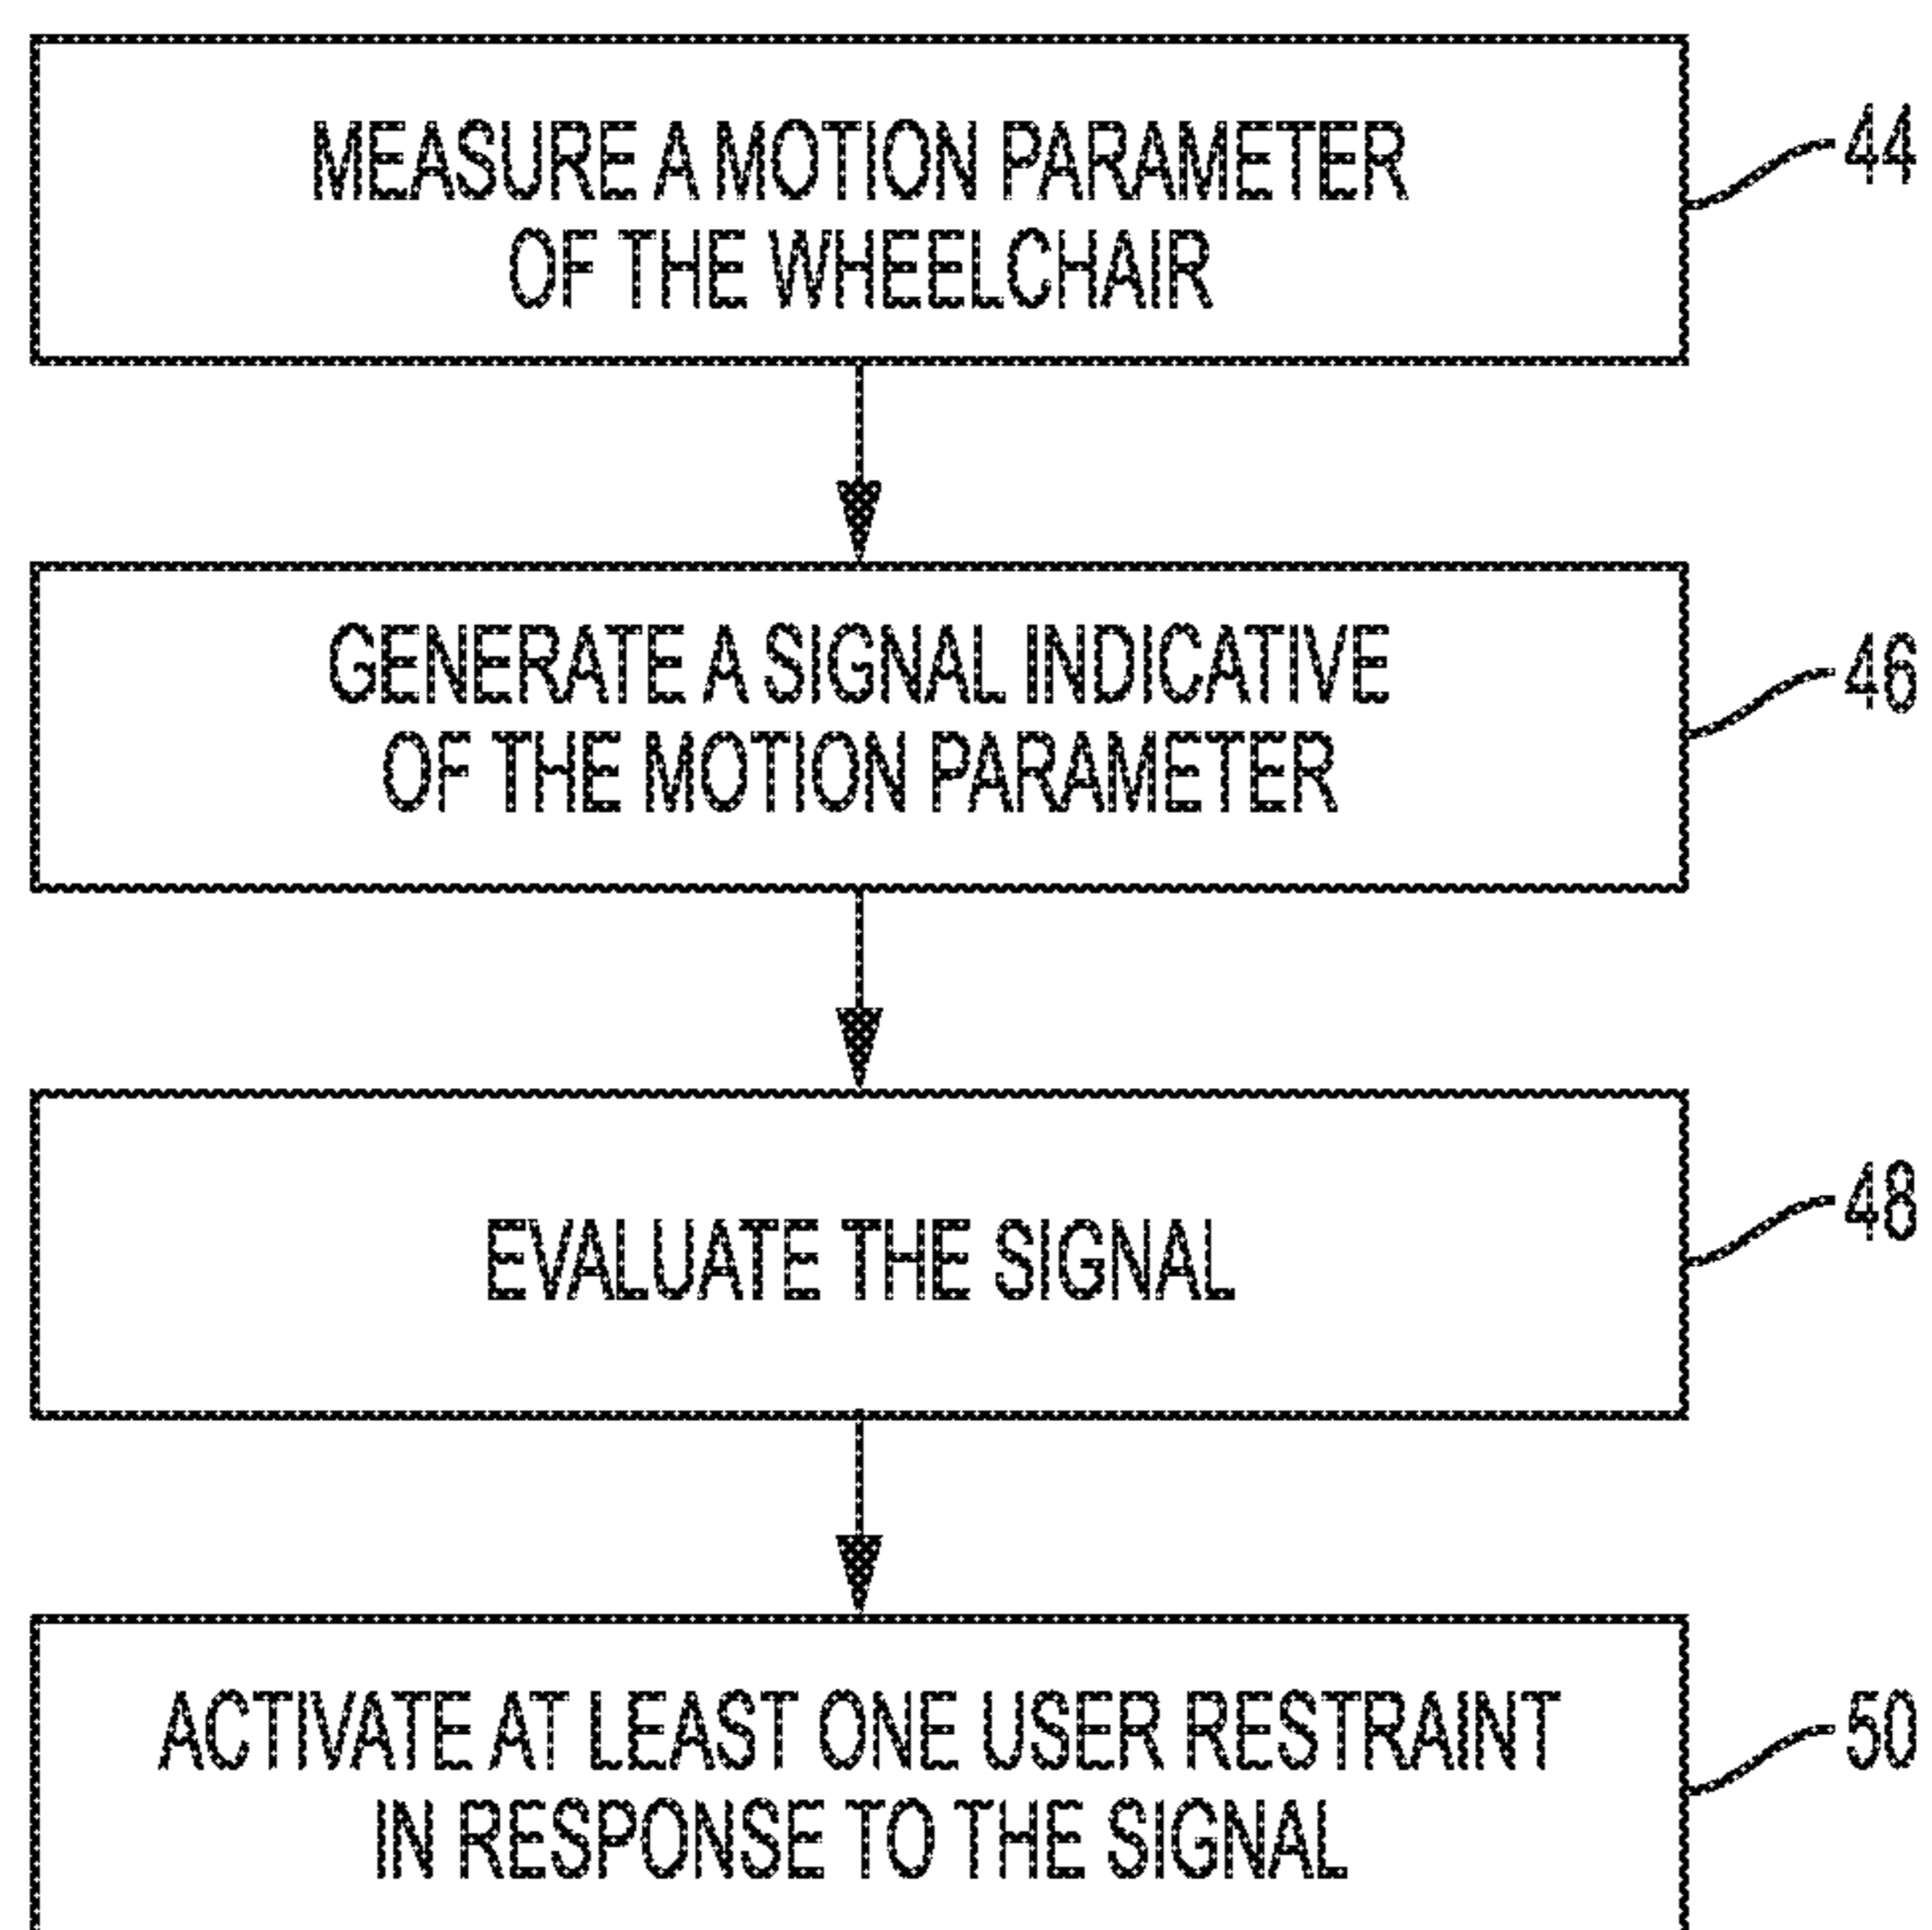 MEASURE A MOTION PARAMETER
OF THE WHEELCHAIR
44
GENERATE A SIGNAL INDICATIVE
OF THE MOTION PARAMETER
46
EVALUATE THE SIGNAL
48
ACTIVATE AT LEAST ONE USER RESTRAINT
IN RESPONSE TO THE SIGNAL
50